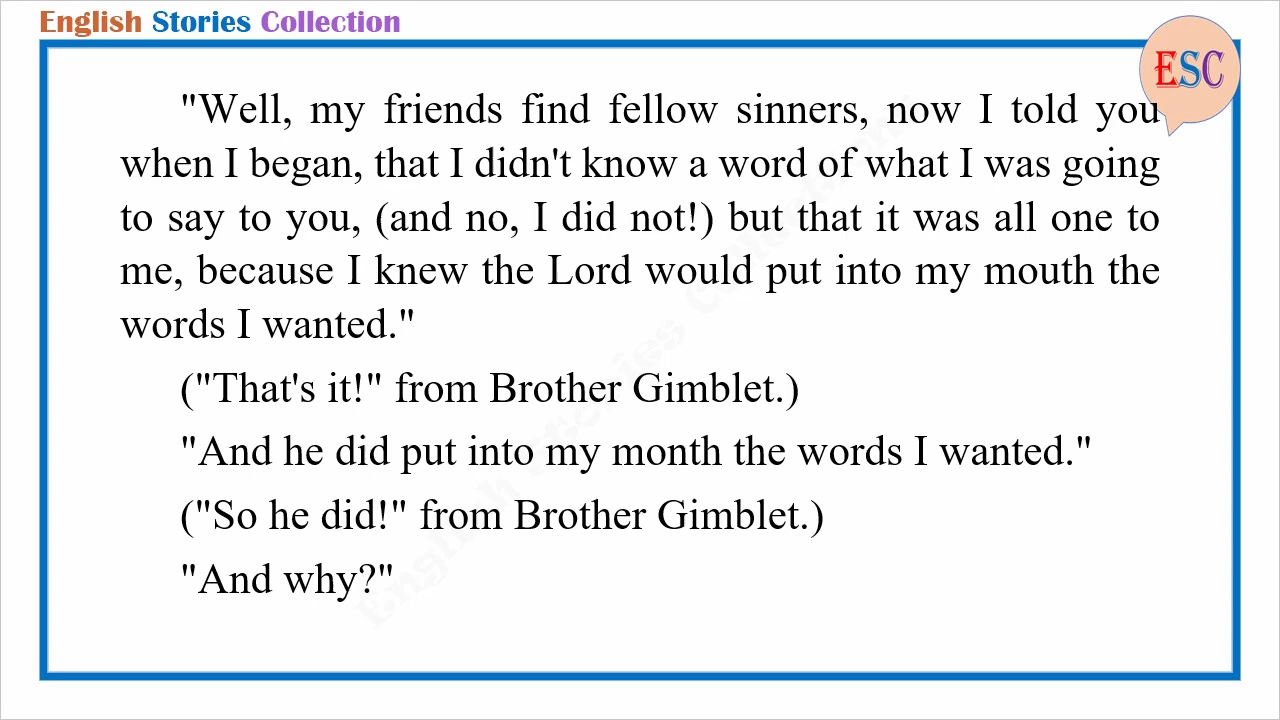 English Stories Collection
ESC
"Well, my friends find fellow sinners, now I told you
when I began, that I didn't know a word of what I was going
to say to you, (and no, I did not!) but that it was all one to
me, because I knew the Lord would put into my mouth the
words I wanted."
("That's it!" from Brother Gimblet.)
"And he did put into my month the words I wanted."
("So he did!" from Brother Gimblet.)
"And why?"
English Stories Collection